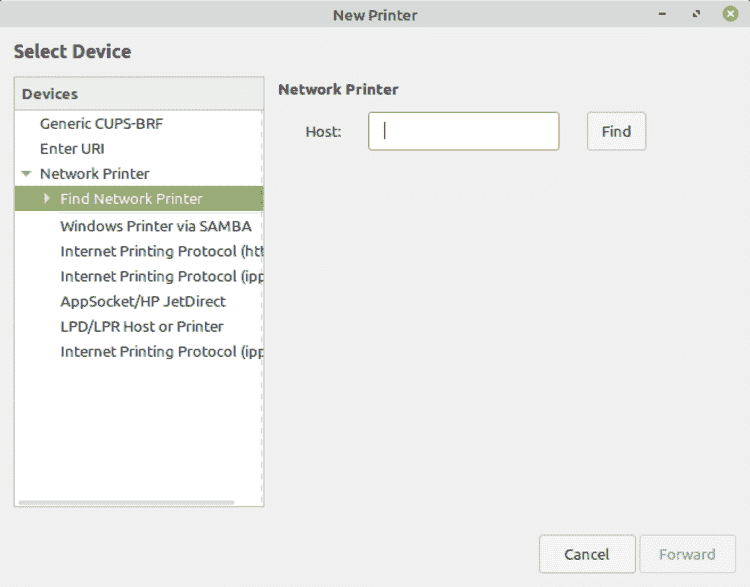 New Printer
Select Device
Devices
Generic CUPS-BRF
Enter URI
Network Printer
Find Network Printer
Windows Printer via SAMBA
Internet Printing Protocol (htt
Internet Printing Protocol (ipp
AppSocket/HP JetDirect
LPD/LPR Host or Printer
Internet Printing Protocol (ipp
Network Printer
Host:
Find
Cancel
Forward